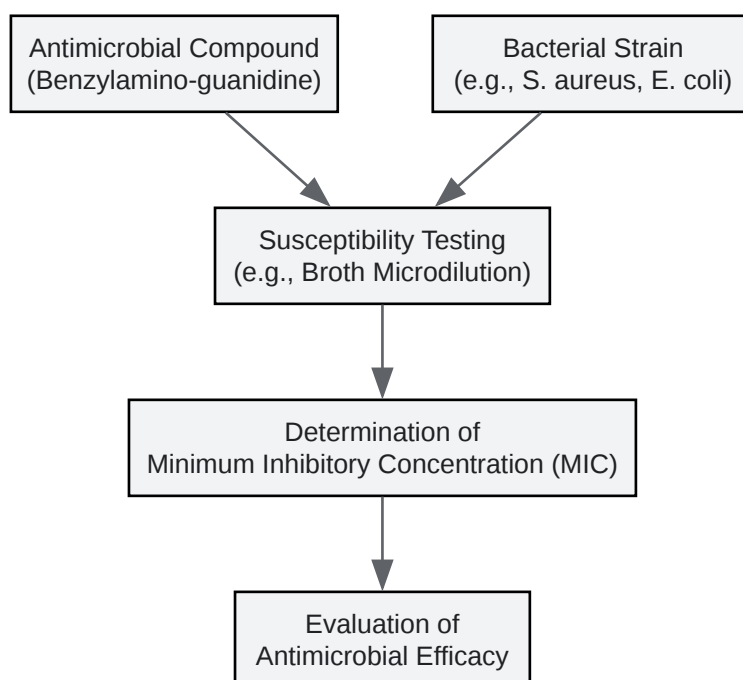 Antimicrobial Compound
(Benzylamino-guanidine)
Bacterial Strain
(e.g., S. aureus, E. coli)
Susceptibility Testing
(e.g., Broth Microdilution)
Determination of
Minimum Inhibitory Concentration (MIC)
Evaluation of
Antimicrobial Efficacy